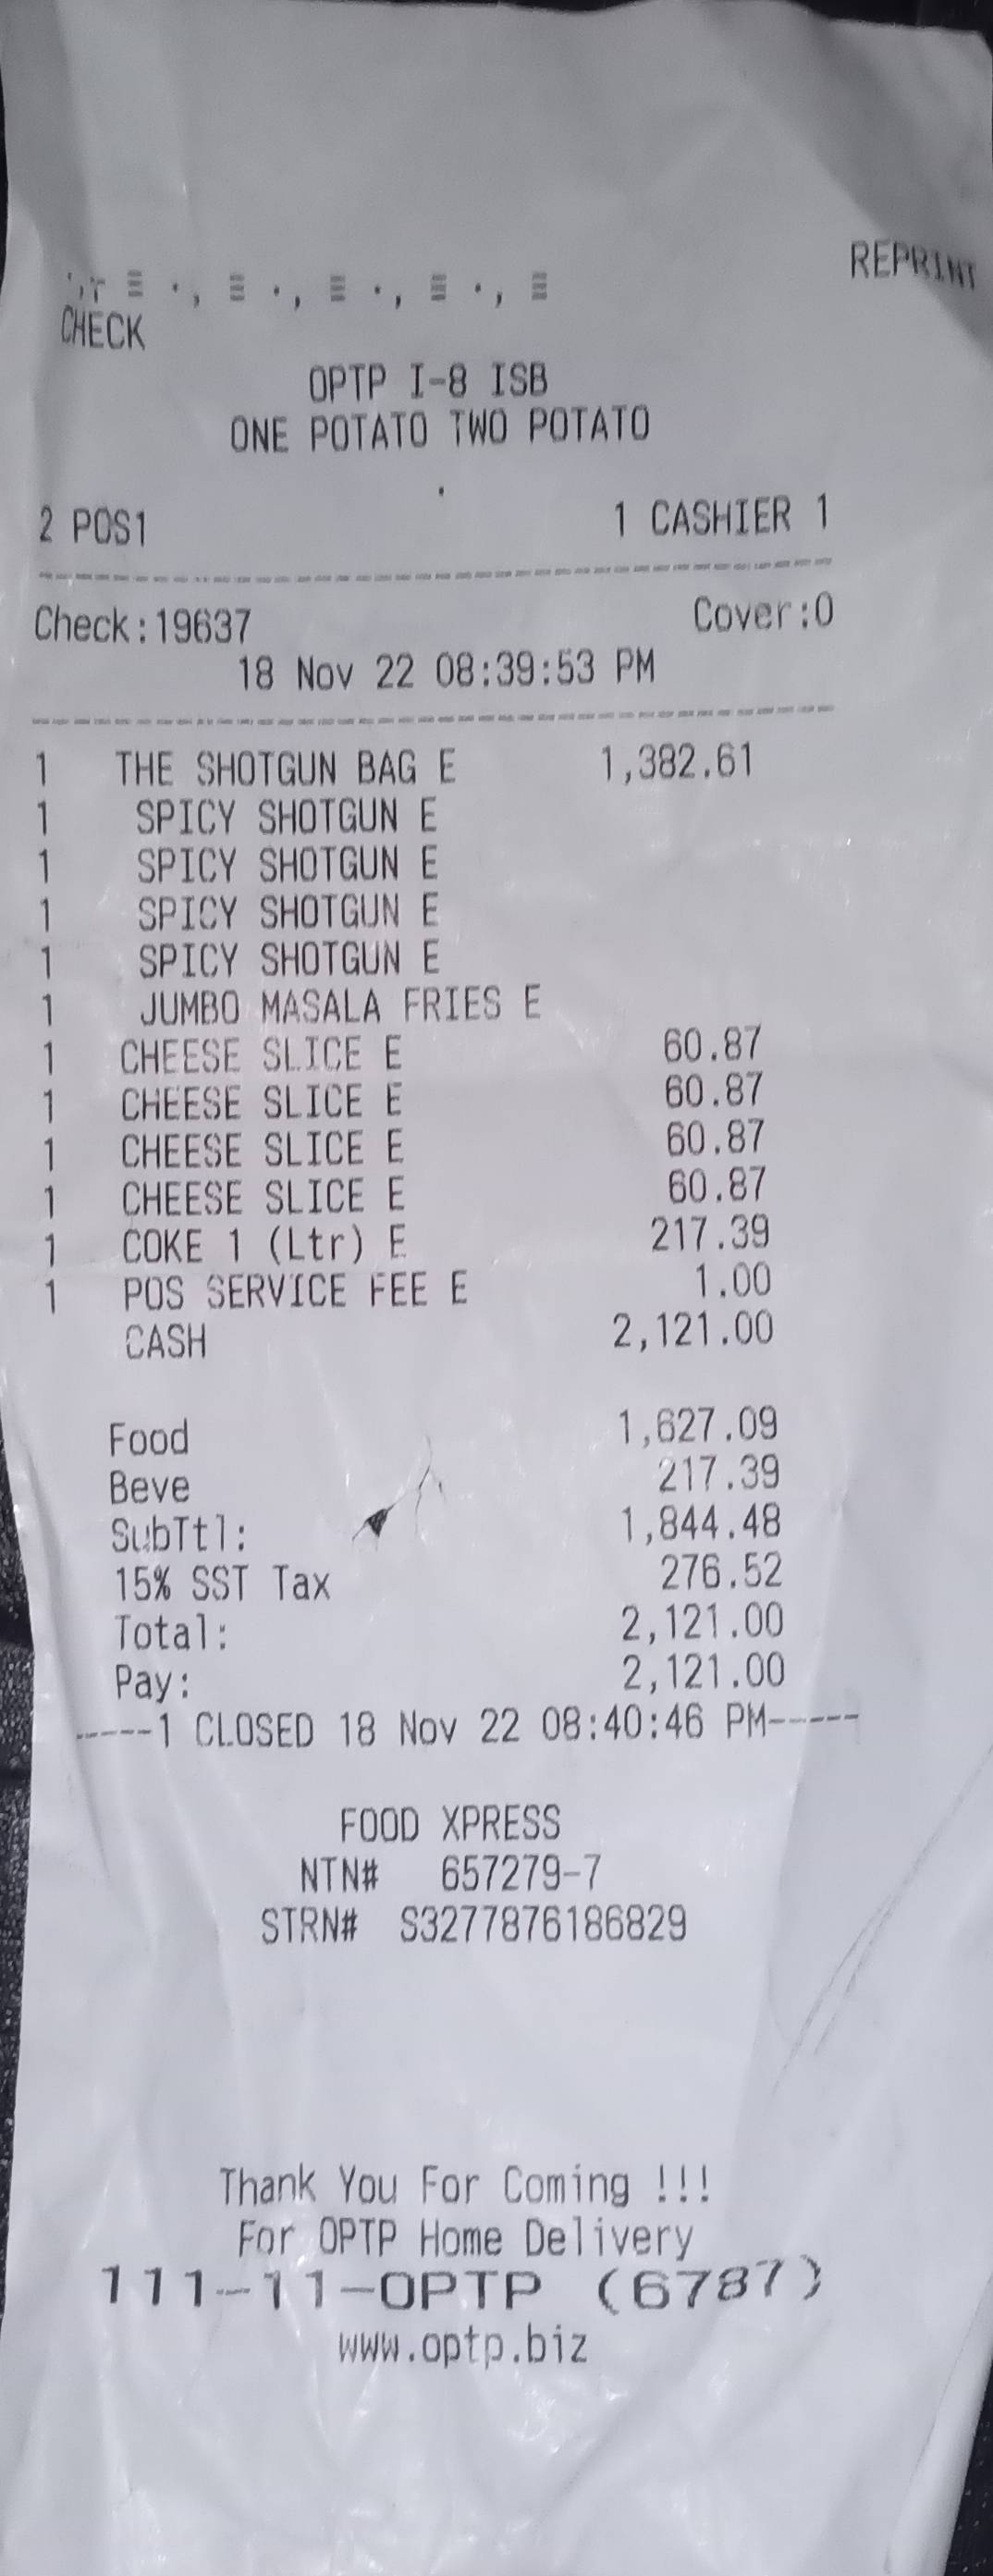 REPRINT
CHECK
OPTP I-8 ISB
ONE POTATO TWO POTATO
2 POS1 1 CASHIER 1
Check:19637 Cover:0
18 Nov 22 08:39:53 PM
1 THE SHOTGUN BAG E 1,382.61
1 SPICY SHOTGUN E
1 SPICY SHOTGUN E
1 SPICY SHOTGUN E
1 SPICY SHOTGUN E
1 JUMBO MASALA FRIES E
1 CHEESE SLICE E 60.87
1 CHEESE SLICE E 60.87
1 CHEESE SLICE E 60.87
1 CHEESE SLICE E 60.87
1 COKE 1 (Ltr) E 217.39
1 POS SERVICE FEE E 1.00
CASH 2,121.00
Food 1,627.09
Beve 217.39
SubTtl: 1,844.48
15% SST Tax 276.52
Total: 2,121.00
Pay: 2,121.00
-----1 CLOSED 18 Nov 22 08:40:46 PM-----
FOOD XPRESS
NTN# 657279-7
STRN# S3277876186829
Thank You For Coming !!!
For OPTP Home Delivery
111-11-OPTP (6787)
www.optp.biz